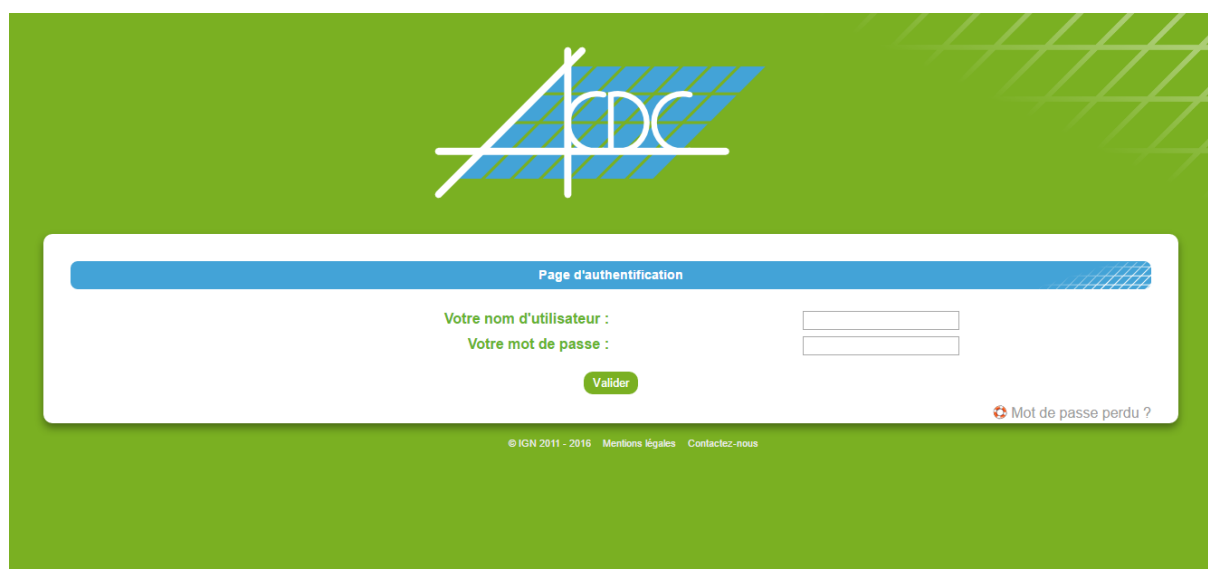 CDC
Page d'authentification
Votre nom d'utilisateur :
Votre mot de passe :
Valider
Mot de passe perdu ?
© IGN 2011 - 2016 Mentions légales Contactez-nous